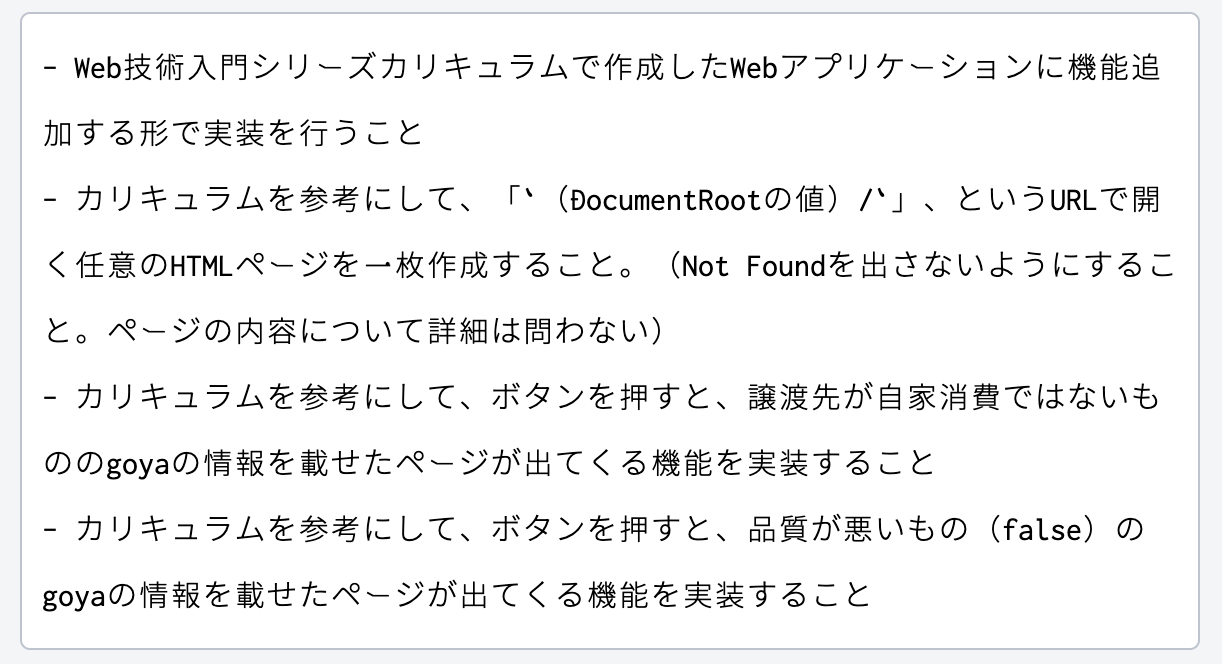 - Web技術入門シリーズカリキュラムで作成したWebアプリケーションに機能追
加する形で実装を行うこと
- カリキュラムを参考にして、「`（DocumentRootの値）/`」、というURLで開
く任意のHTMLページを一枚作成すること。（Not Foundを出さないようにするこ
と。ページの内容について詳細は問わない）
- カリキュラムを参考にして、ボタンを押すと、譲渡先が自家消費ではないも
ののgoyaの情報を載せたページが出てくる機能を実装すること
- カリキュラムを参考にして、ボタンを押すと、品質が悪いもの（false）の
goyaの情報を載せたページが出てくる機能を実装すること